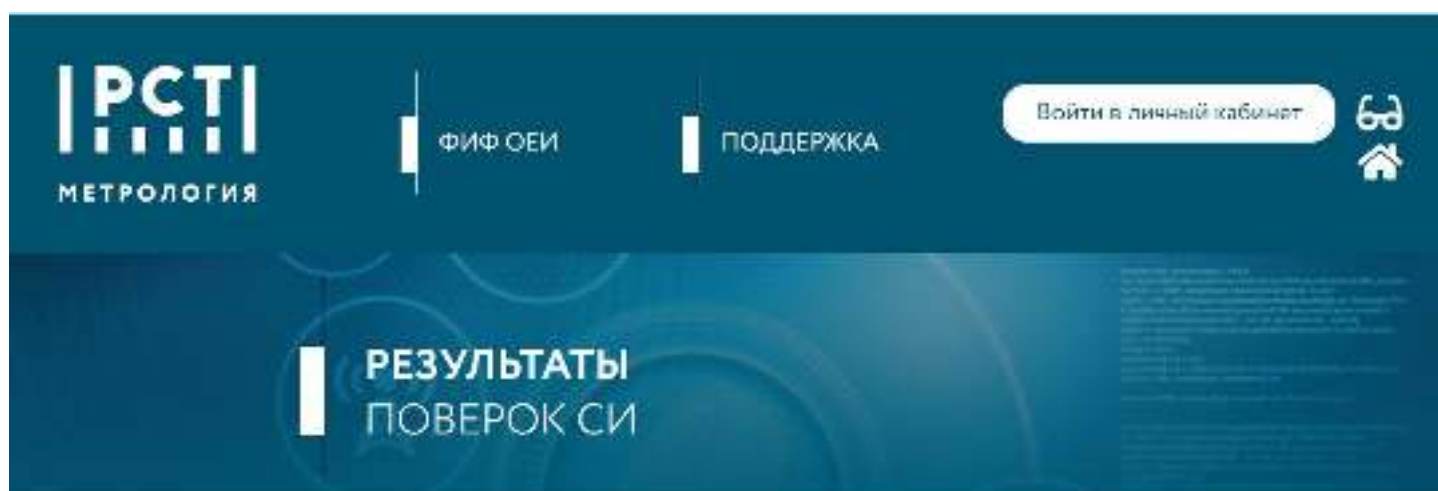 РСТ
МЕТРОЛОГИЯ
ФИФ ОЕИ
ПОДДЕРЖКА
Войти в личный кабинет
РЕЗУЛЬТАТЫ
ПОВЕРОК СИ